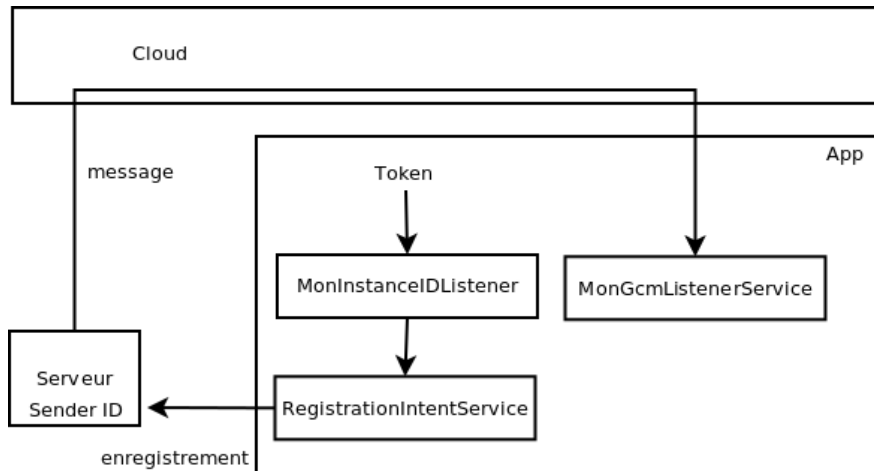 Cloud
App
message
Token
MonInstanceIDListener
MonGcmListenerService
Serveur
Sender ID
RegistrationIntentService
enregistrement